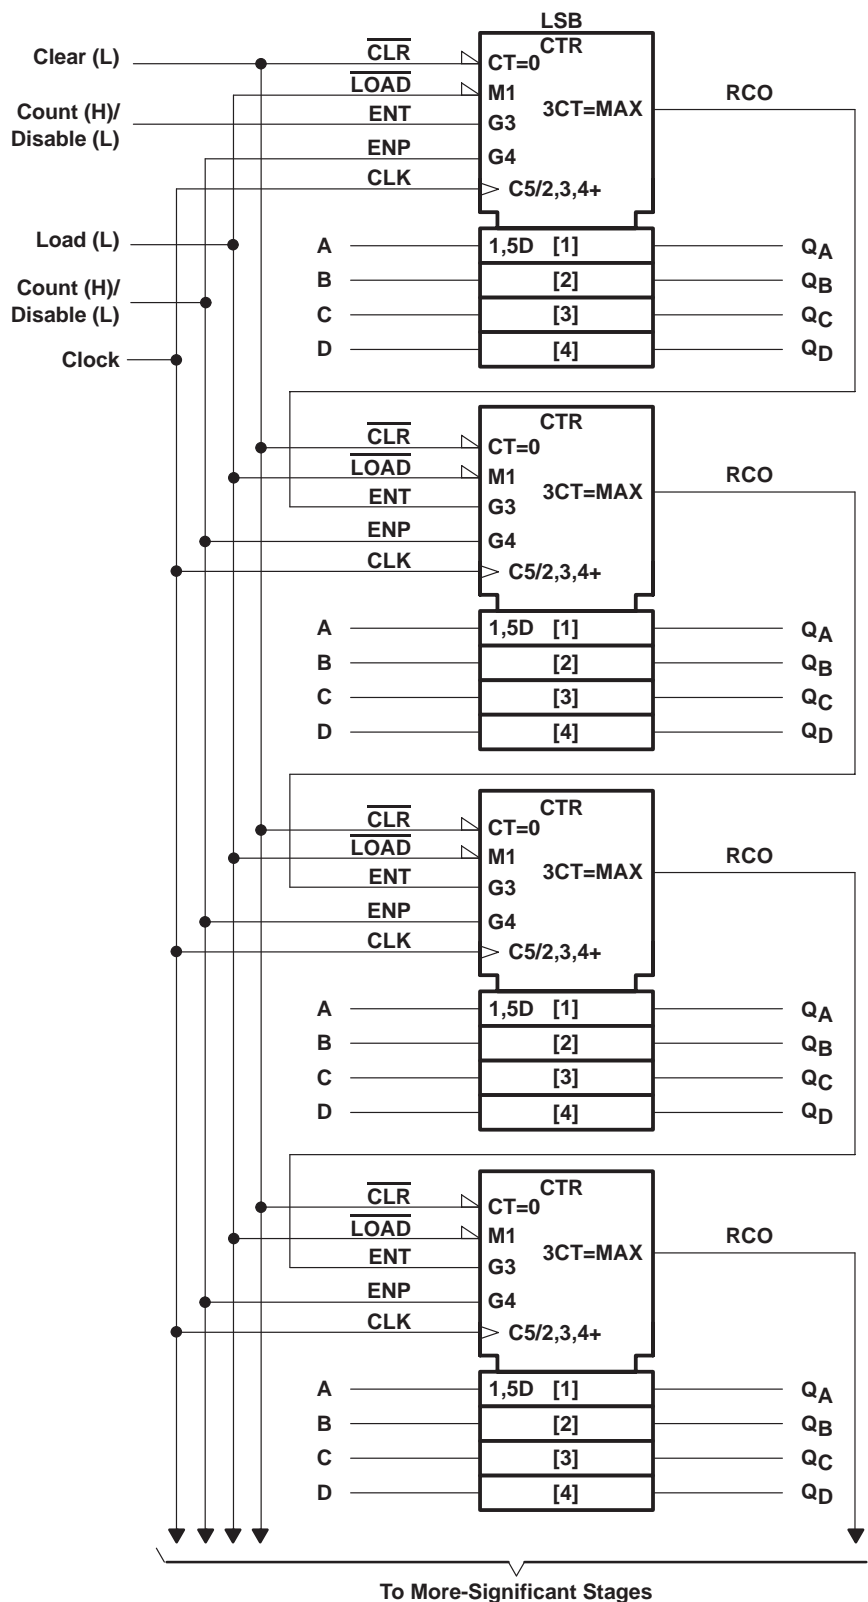 LSB
CTR
Clear (L)
CLR
CT=0
LOAD
M1
RCO
Count (H)/
Disable (L)
ENT
G3
3CT=MAX
ENP
G4
CLK
C5/2,3,4+
Load (L)
A
1,5D [1]
QA
Count (H)/
Disable (L)
B
[2]
QB
C
[3]
QC
Clock
D
[4]
QD
CTR
CLR
CT=0
LOAD
M1
RCO
ENT
G3
3CT=MAX
ENP
G4
CLK
C5/2,3,4+
A
1,5D [1]
QA
B
[2]
QB
C
[3]
QC
D
[4]
QD
CTR
CLR
CT=0
LOAD
M1
RCO
ENT
G3
3CT=MAX
ENP
G4
CLK
C5/2,3,4+
A
1,5D [1]
QA
B
[2]
QB
C
[3]
QC
D
[4]
QD
CTR
CLR
CT=0
LOAD
M1
RCO
ENT
G3
3CT=MAX
ENP
G4
CLK
C5/2,3,4+
A
1,5D [1]
QA
B
[2]
QB
C
[3]
QC
D
[4]
QD
To More-Significant Stages